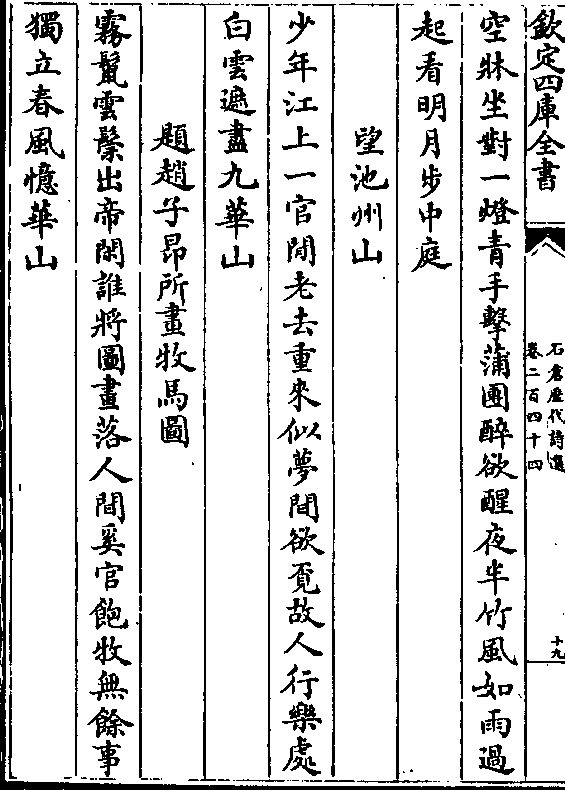 欽定四庫全書
石倉歷代詩選
卷二百四十四
十九
空牀坐對一燈青手擊蒲團醉欲醒夜半竹風如雨過
起看明月步中庭
望池州山
少年江上一官閒老去重來似夢間欲覓故人行樂處
白雲遮盡九華山
題趙子昂所畫牧馬圖
霧鬛雲鬃出帝閑誰將圖畫落人間奚官飽牧無餘事
獨立春風憶華山